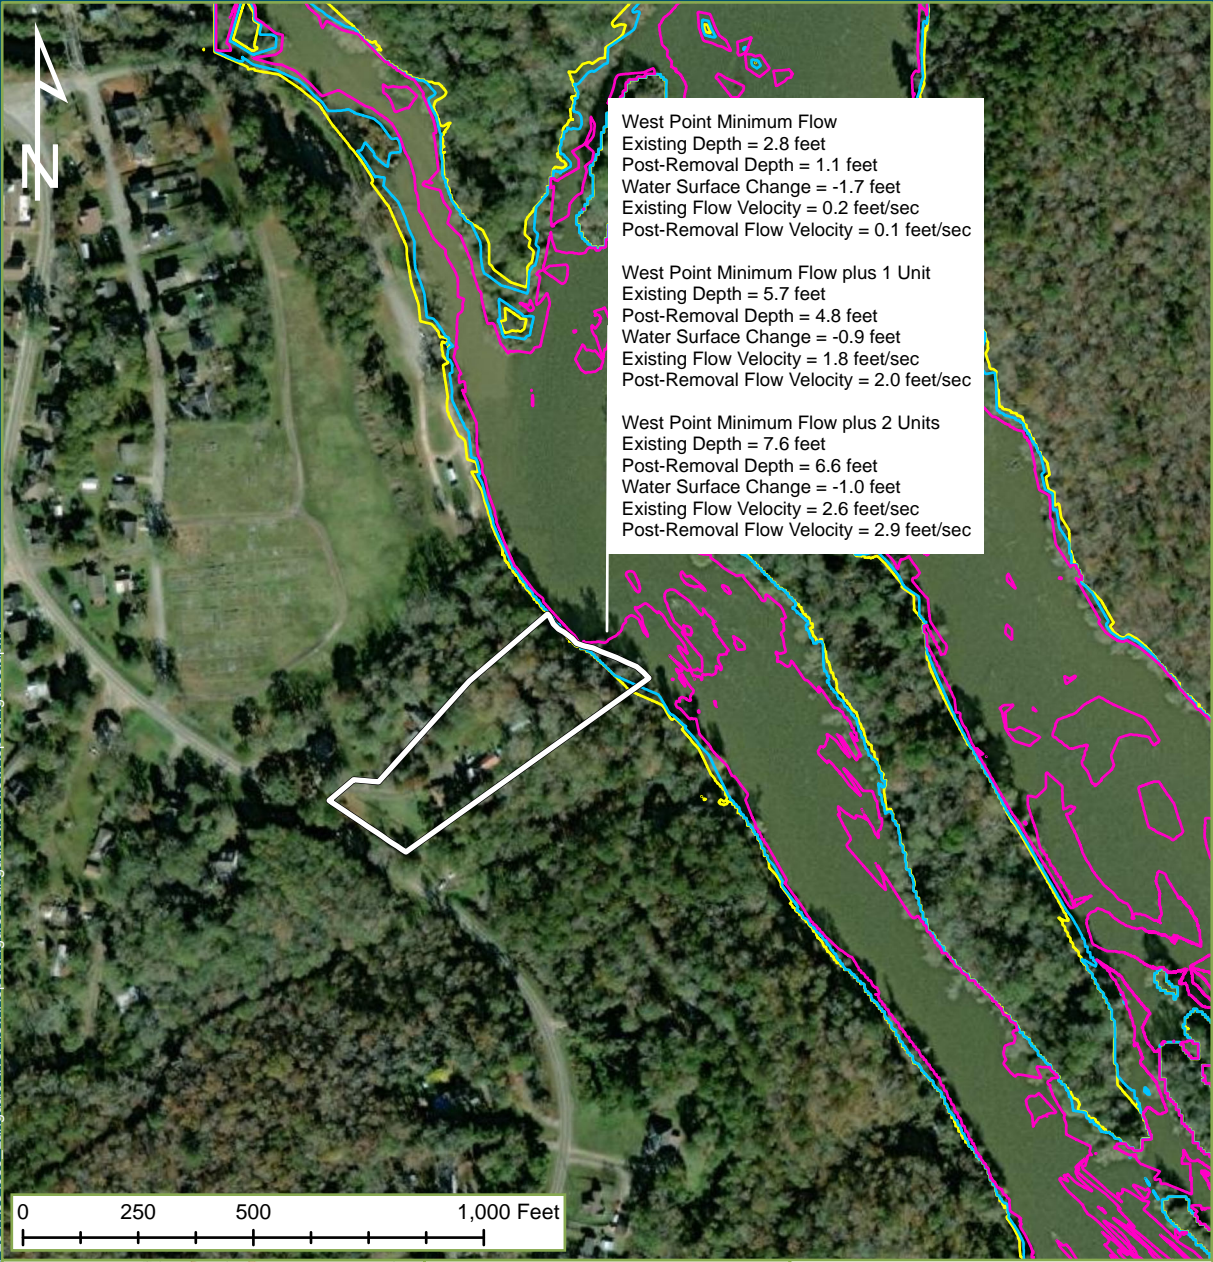 N
West Point Minimum Flow
Existing Depth = 2.8 feet
Post-Removal Depth = 1.1 feet
Water Surface Change = -1.7 feet
Existing Flow Velocity = 0.2 feet/sec
Post-Removal Flow Velocity = 0.1 feet/sec
West Point Minimum Flow plus 1 Unit
Existing Depth = 5.7 feet
Post-Removal Depth = 4.8 feet
Water Surface Change = -0.9 feet
Existing Flow Velocity = 1.8 feet/sec
Post-Removal Flow Velocity = 2.0 feet/sec
West Point Minimum Flow plus 2 Units
Existing Depth = 7.6 feet
Post-Removal Depth = 6.6 feet
Water Surface Change = -1.0 feet
Existing Flow Velocity = 2.6 feet/sec
Post-Removal Flow Velocity = 2.9 feet/sec
0 250 500 1,000 Feet